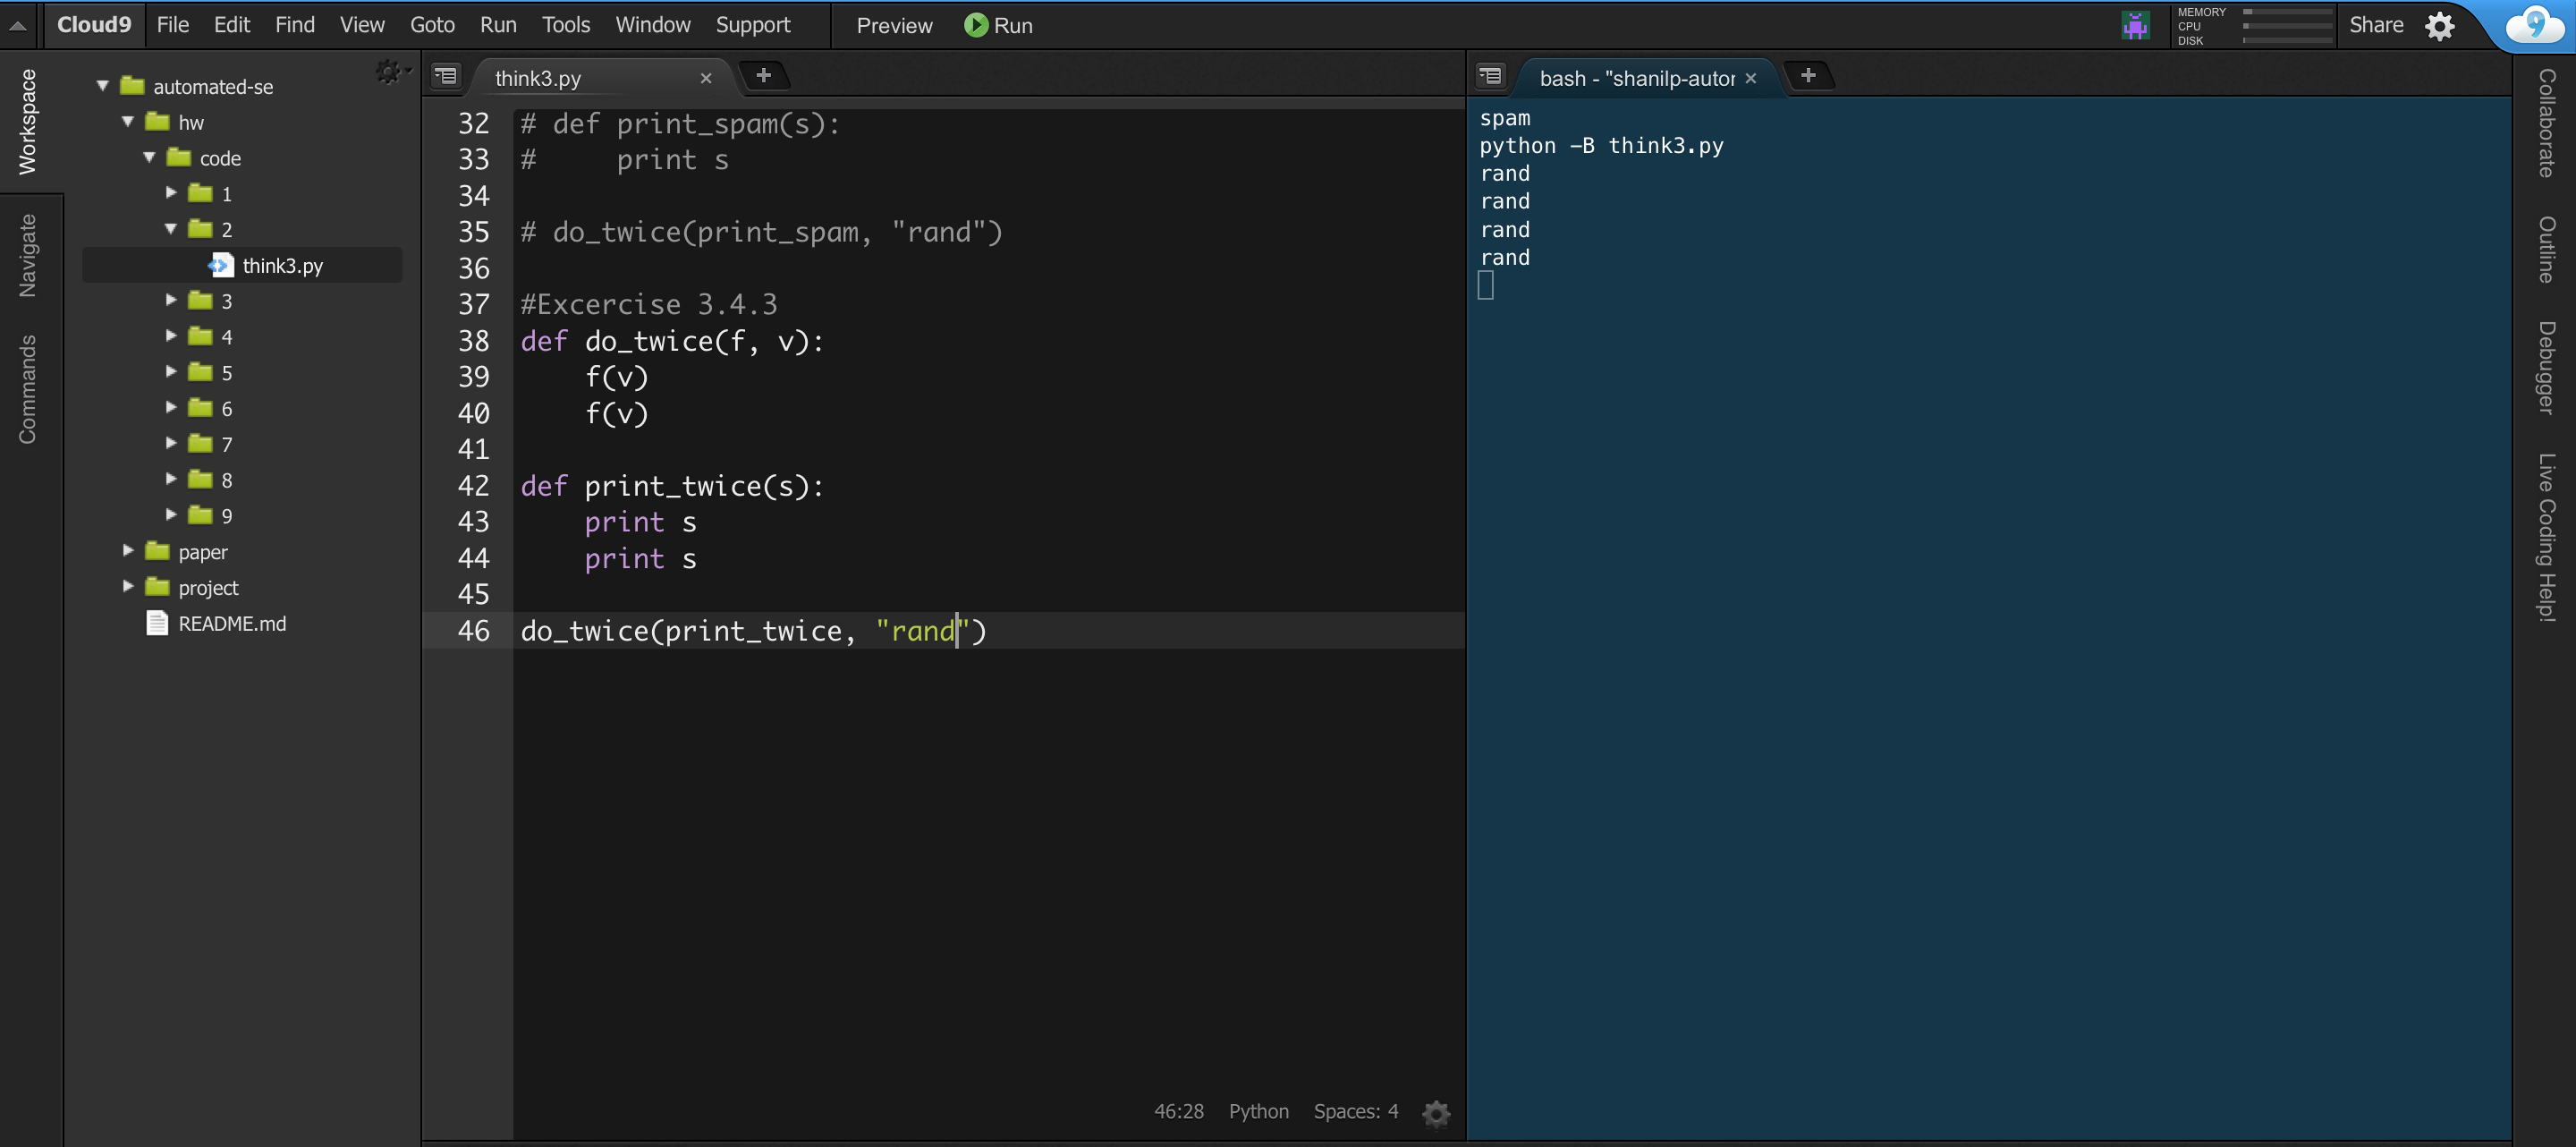 Cloud9 File Edit Find View Goto Run Tools Window Support Preview Run
MEMORY
CPU
DISK
Share
Workspace
Navigate
Commands
automated-se
hw
code
1
2
think3.py
3
4
5
6
7
8
9
paper
project
README.md
think3.py
32 # def print_spam(s):
33 #     print s
34
35 # do_twice(print_spam, "rand")
36
37 #Excercise 3.4.3
38 def do_twice(f, v):
39     f(v)
40     f(v)
41
42 def print_twice(s):
43     print s
44     print s
45
46 do_twice(print_twice, "rand")
46:28 Python Spaces: 4
bash - "shanilp-autor
spam
python -B think3.py
rand
rand
rand
rand
Collaborate
Outline
Debugger
Live Coding Help!
9